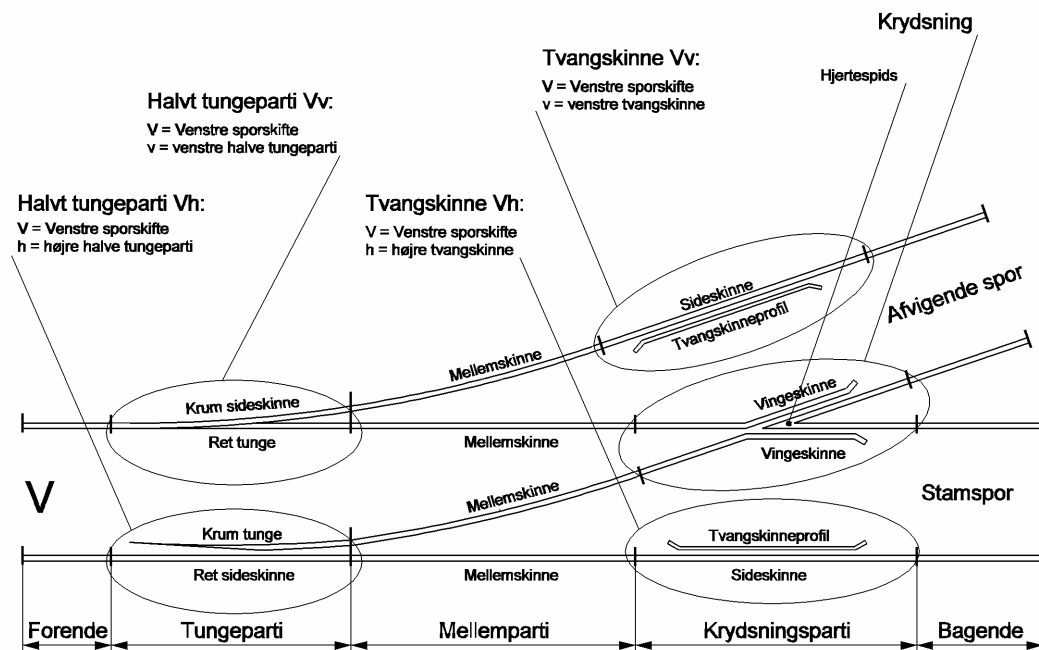 Krydsning
Hjertespids
Tvangskinne Vv:
V = Venstre sporskifte
v = venstre tvangskinne
Halvt tungeparti Vv:
V = Venstre sporskifte
v = venstre halve tungeparti
Halvt tungeparti Vh:
V = Venstre sporskifte
h = højre halve tungeparti
Tvangskinne Vh:
V = Venstre sporskifte
h = højre tvangskinne
Sideskinne
Tvangskinneprofil
Afvigende spor
Mellemskinne
Krum sideskinne
Ret tunge
Mellemskinne
Vingeskinne
Vingeskinne
V
Mellemskinne
Stamspor
Krum tunge
Ret sideskinne
Mellemskinne
Tvangskinneprofil
Sideskinne
Forende
Tungeparti
Mellemparti
Krydsningsparti
Bagende